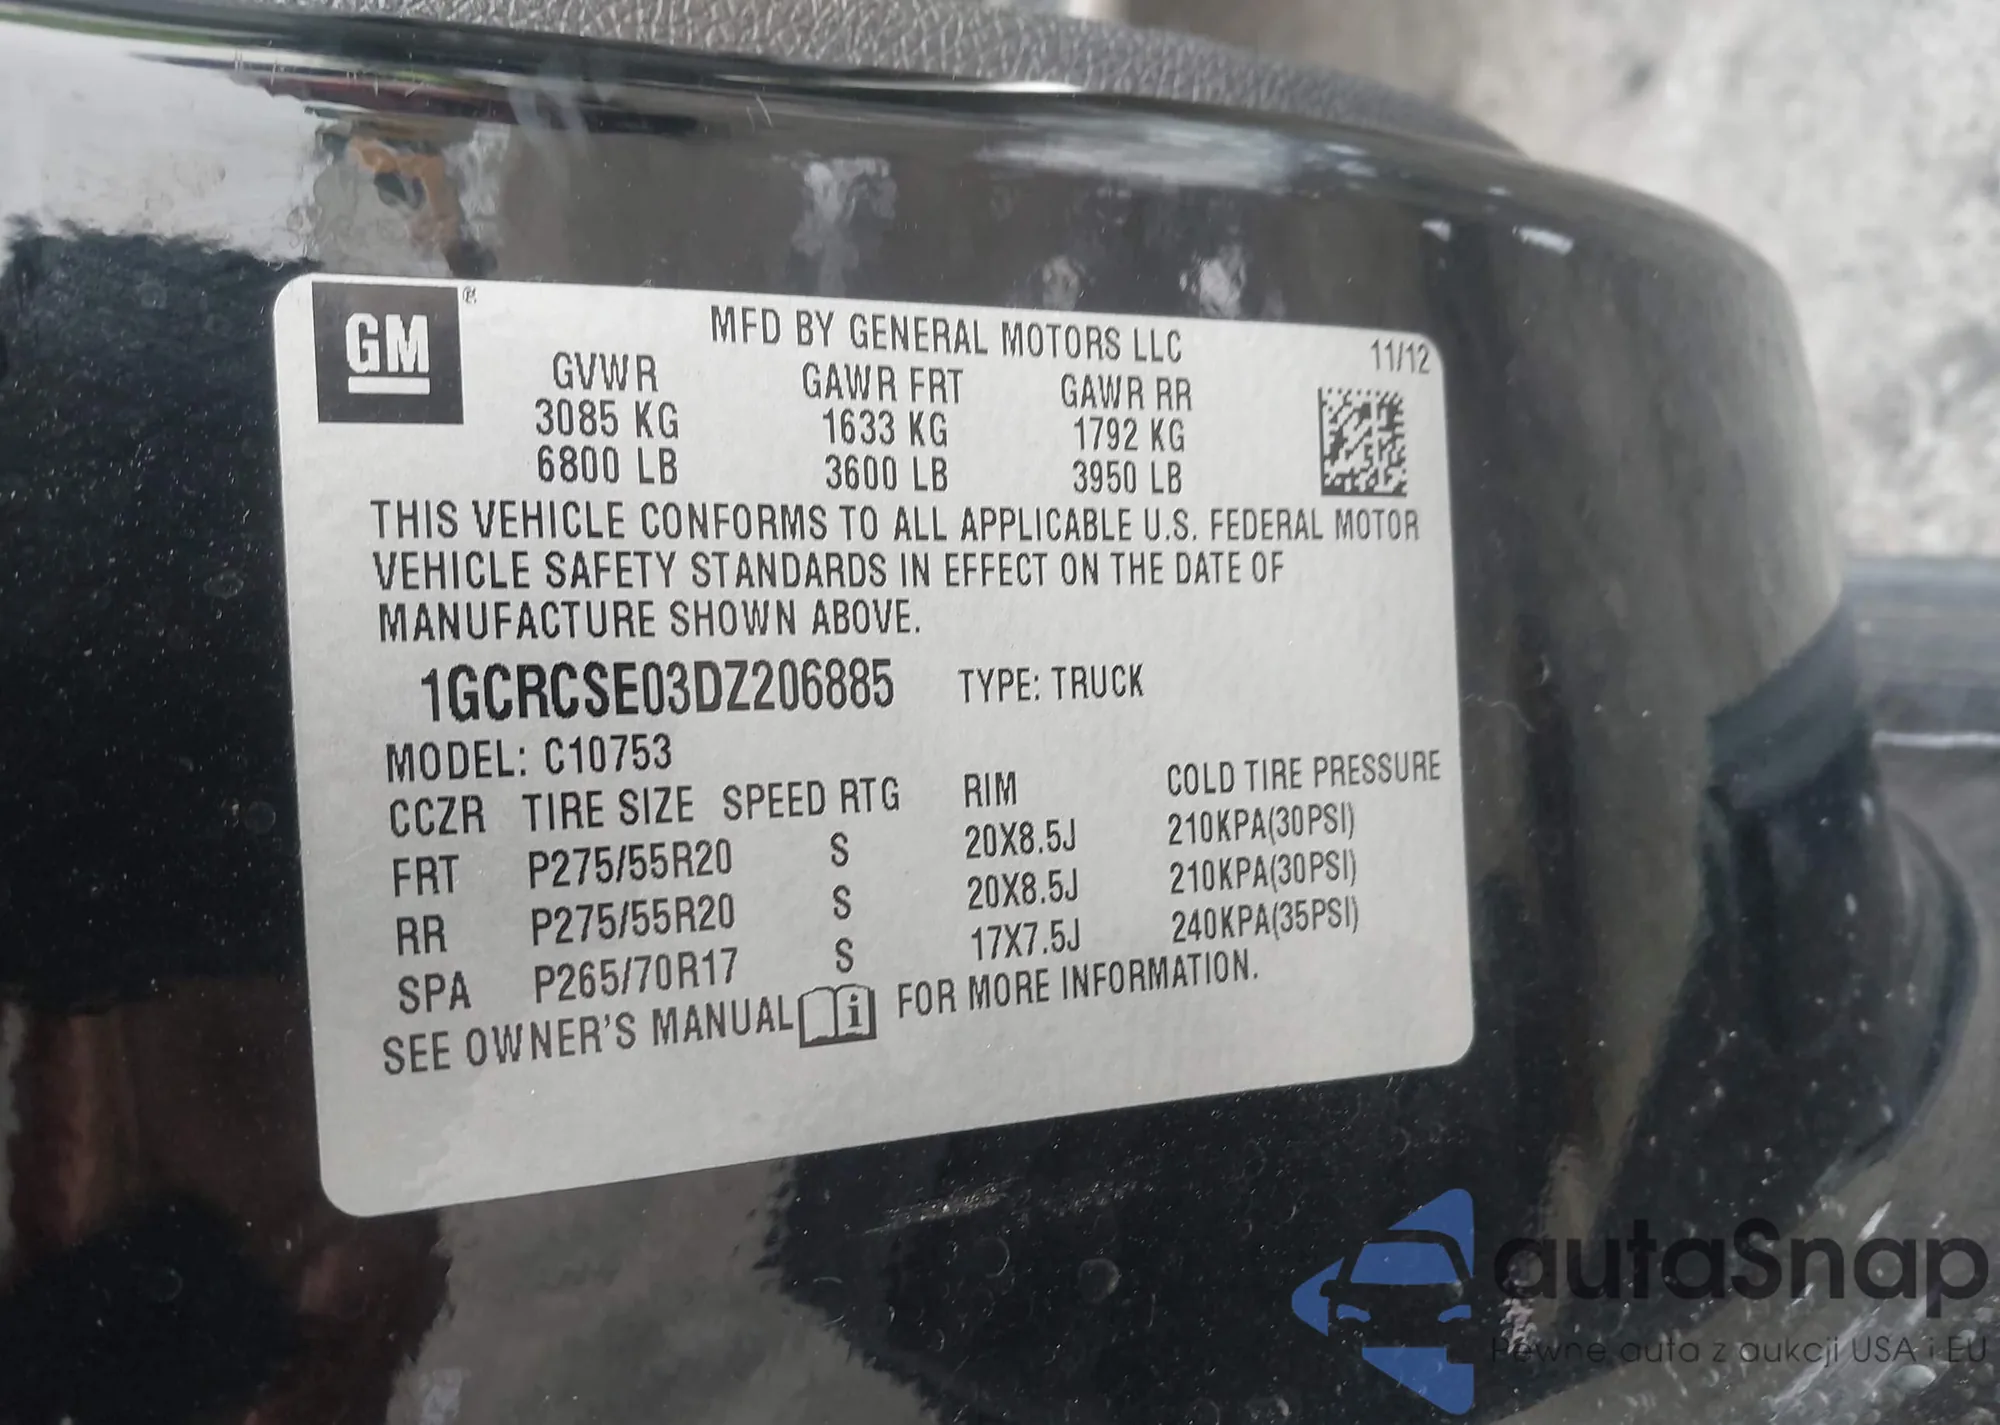 GM ®
MFD BY GENERAL MOTORS LLC
11/12
GVWR GAWR FRT GAWR RR
3085 KG 1633 KG 1792 KG
6800 LB 3600 LB 3950 LB
THIS VEHICLE CONFORMS TO ALL APPLICABLE U.S. FEDERAL MOTOR
VEHICLE SAFETY STANDARDS IN EFFECT ON THE DATE OF
MANUFACTURE SHOWN ABOVE.
1GCRCSE03DZ206885 TYPE: TRUCK
MODEL: C10753
CCZR TIRE SIZE SPEED RTG RIM COLD TIRE PRESSURE
FRT P275/55R20 S 20X8.5J 210KPA(30PSI)
RR P275/55R20 S 20X8.5J 210KPA(30PSI)
SPA P265/70R17 S 17X7.5J 240KPA(35PSI)
SEE OWNER'S MANUAL i FOR MORE INFORMATION.
autaSnap
Pewne auta z aukcji USA i EU